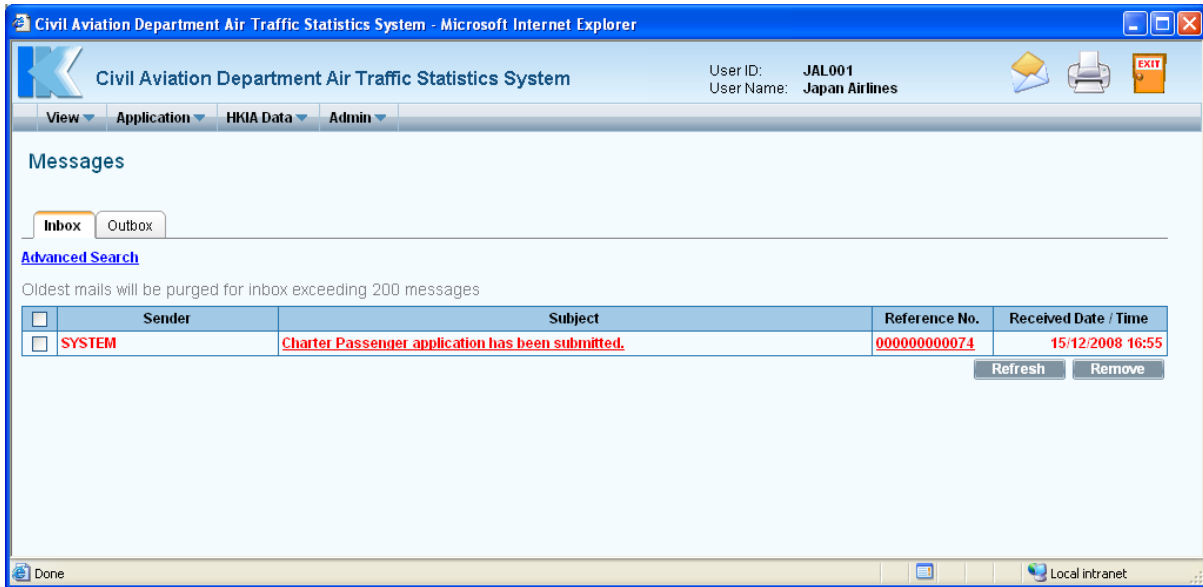 Civil Aviation Department Air Traffic Statistics System - Microsoft Internet Explorer
Civil Aviation Department Air Traffic Statistics System
User ID: JAL001
User Name: Japan Airlines
EXIT
View Application HKIA Data Admin
Messages
Inbox Outbox
Advanced Search
Oldest mails will be purged for inbox exceeding 200 messages
Sender Subject Reference No. Received Date / Time
SYSTEM Charter Passenger application has been submitted. 000000000074 15/12/2008 16:55
Refresh Remove
Done Local intranet